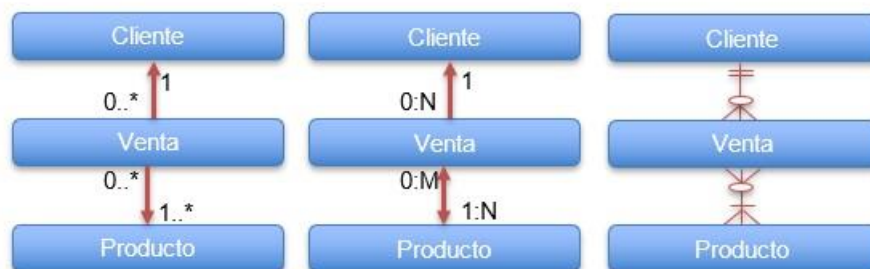 Cliente
1
0..*
Venta
0..*
1..*
Producto
Cliente
1
0:N
Venta
0:M
1:N
Producto
Cliente
Venta
Producto